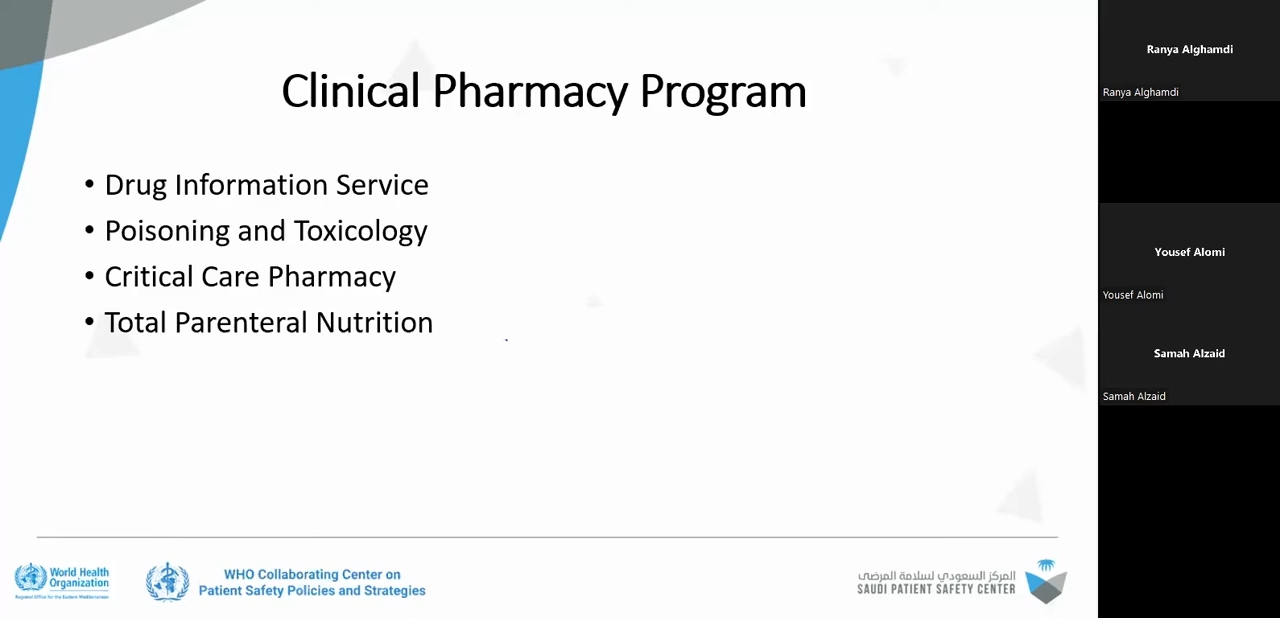 Clinical Pharmacy Program
• Drug Information Service
• Poisoning and Toxicology
• Critical Care Pharmacy
• Total Parenteral Nutrition
World Health
Organization
Regional Office for the Eastern Mediterranean
WHO Collaborating Center on
Patient Safety Policies and Strategies
المركز السعودي لسلامة المرضى
SAUDI PATIENT SAFETY CENTER
Ranya Alghamdi
Ranya Alghamdi
Yousef Alomi
Yousef Alomi
Samah Alzaid
Samah Alzaid